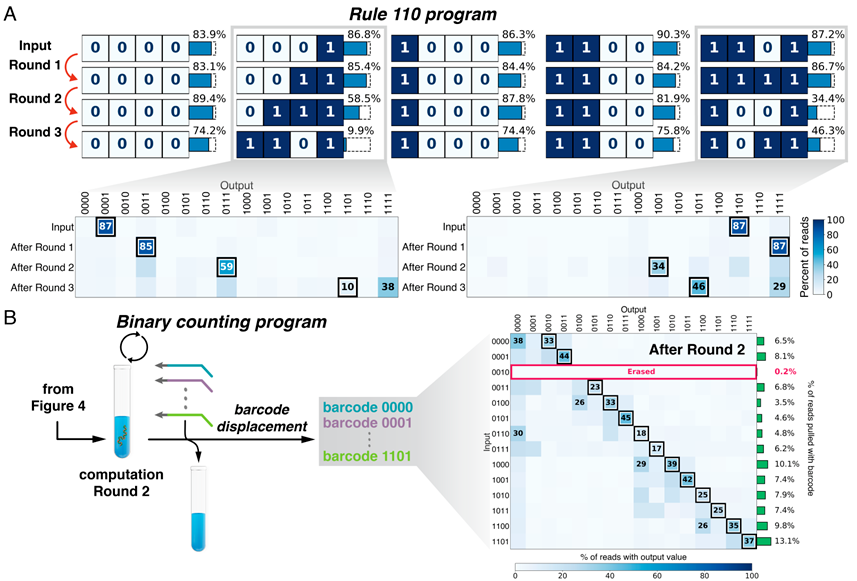 A
Rule 110 program
Input
Round 1
Round 2
Round 3
0 0 0 0 83.9%
0 0 0 0 83.1%
0 0 0 0 89.4%
0 0 0 0 74.2%
0 0 0 1 86.8%
0 0 1 1 85.4%
0 1 1 1 58.5%
1 1 0 1 9.9%
1 0 0 0 86.3%
1 0 0 0 84.4%
1 0 0 0 87.8%
1 0 0 0 74.4%
1 1 0 0 90.3%
1 1 0 0 84.2%
1 1 0 0 81.9%
1 1 0 0 75.8%
1 1 0 1 87.2%
1 1 1 1 86.7%
1 0 0 1 34.4%
1 0 1 1 46.3%
Output
0000 0001 0010 0011 0100 0101 0110 0111 1000 1001 1010 1011 1100 1101 1110 1111
Input 87
After Round 1 85
After Round 2 59
After Round 3 10 38
Output
0000 0001 0010 0011 0100 0101 0110 0111 1000 1001 1010 1011 1100 1101 1110 1111
Input 87
After Round 1 87
After Round 2 34
After Round 3 46 29
Percent of reads
100
80
60
40
20
0
B
Binary counting program
from
Figure 4
computation
Round 2
barcode
displacement
barcode 0000
barcode 0001
barcode 1101
Output
0000 0001 0010 0011 0100 0101 0110 0111 1000 1001 1010 1011 1100 1101 1110 1111
After Round 2
Input
0000 38 33 6.5%
0001 44 8.1%
0010 Erased 0.2%
0011 23 6.8%
0100 26 33 3.5%
0101 45 4.6%
0110 30 18 4.8%
0111 17 6.2%
1000 29 39 10.1%
1001 42 7.4%
1010 25 7.9%
1011 25 7.4%
1100 26 35 9.8%
1101 37 13.1%
% of reads pulled with barcode
% of reads with output value
0 20 40 60 80 100